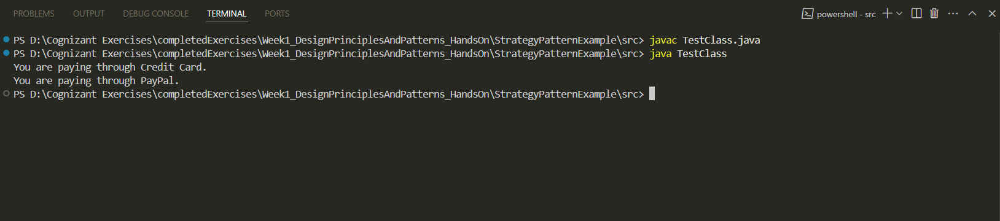 PROBLEMS OUTPUT DEBUG CONSOLE TERMINAL PORTS powershell - src
PS D:\Cognizant Exercises\completedExercises\Week1_DesignPrinciplesAndPatterns_HandsOn\StrategyPatternExample\src> javac TestClass.java
PS D:\Cognizant Exercises\completedExercises\Week1_DesignPrinciplesAndPatterns_HandsOn\StrategyPatternExample\src> java TestClass
You are paying through Credit Card.
You are paying through PayPal.
PS D:\Cognizant Exercises\completedExercises\Week1_DesignPrinciplesAndPatterns_HandsOn\StrategyPatternExample\src>